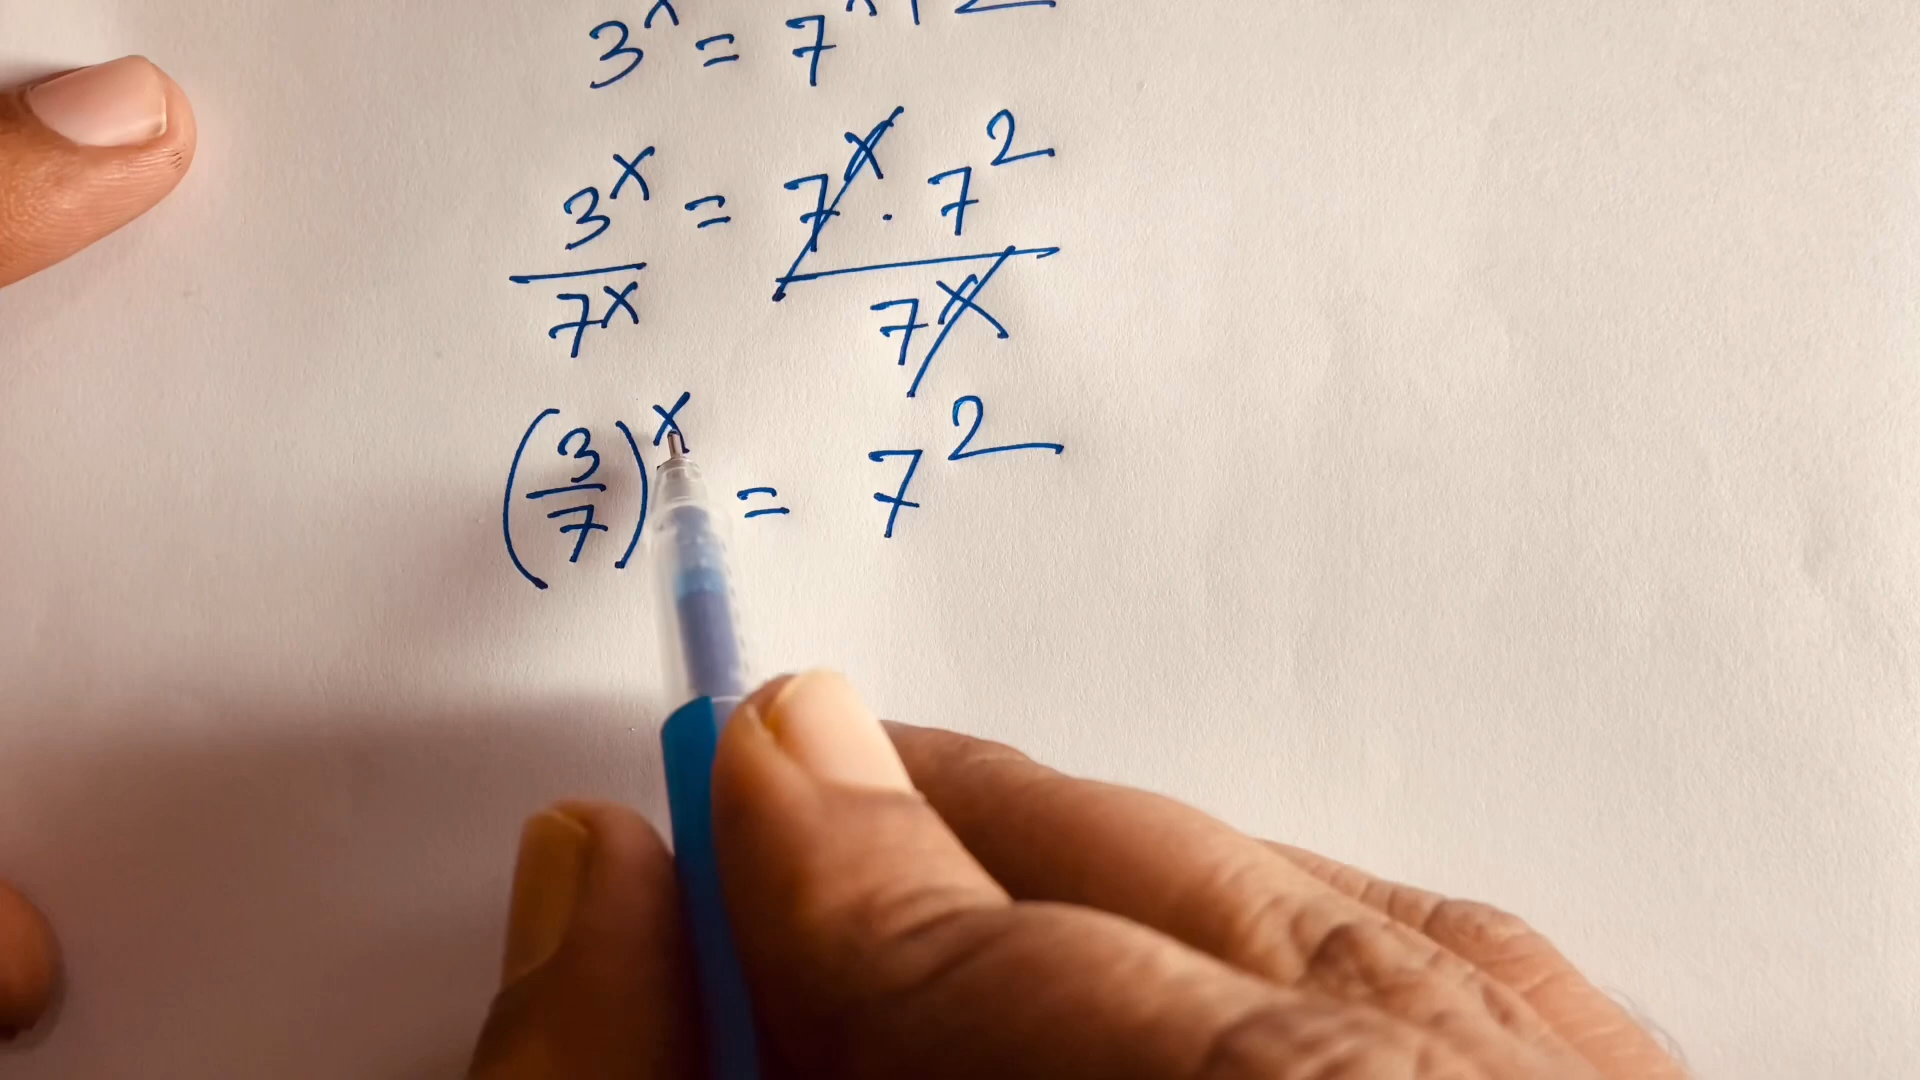 3^x = 7^x+2
3^x/7^x = 7^x . 7^2/7^x
(3/7)^x = 7^2